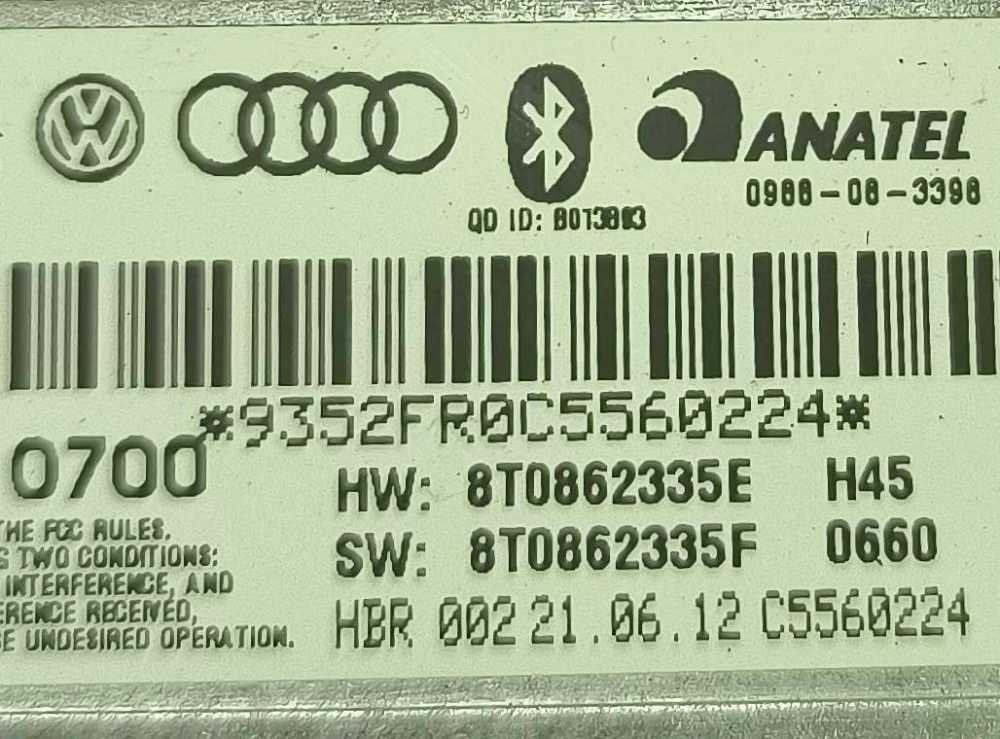 ANATEL
0988-08-3398
QD ID: B013803
*9352FR0C5560224*
0700
HW: 8T0862335E H45
SW: 8T0862335F 0660
HBR 002 21.06.12 C5560224
THE FCC RULES.
TWO CONDITIONS:
INTERFERENCE, AND
ERENCE RECEIVED,
SE UNDESIRED OPERATION.